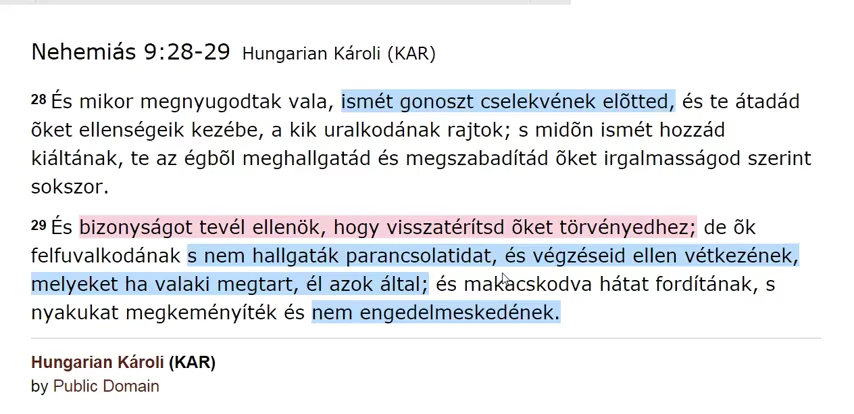 Nehemiás 9:28-29 Hungarian Károli (KAR)
28 És mikor megnyugodtak vala, ismét gonoszt cselekvének elõtted, és te átadád
õket ellenségeik kezébe, a kik uralkodának rajtok; s midõn ismét hozzád
kiáltának, te az égbõl meghallgatád és megszabadítád õket irgalmasságod szerint
sokszor.
29 És bizonyságot tevél ellenök, hogy visszatérítsd õket törvényedhez; de õk
felfuvalkodának s nem hallgaták parancsolatidat, és végzéseid ellen vétkezének,
melyeket ha valaki megtart, él azok által; és makacskodva hátat fordítának, s
nyakukat megkeményíték és nem engedelmeskedének.
Hungarian Károli (KAR)
by Public Domain